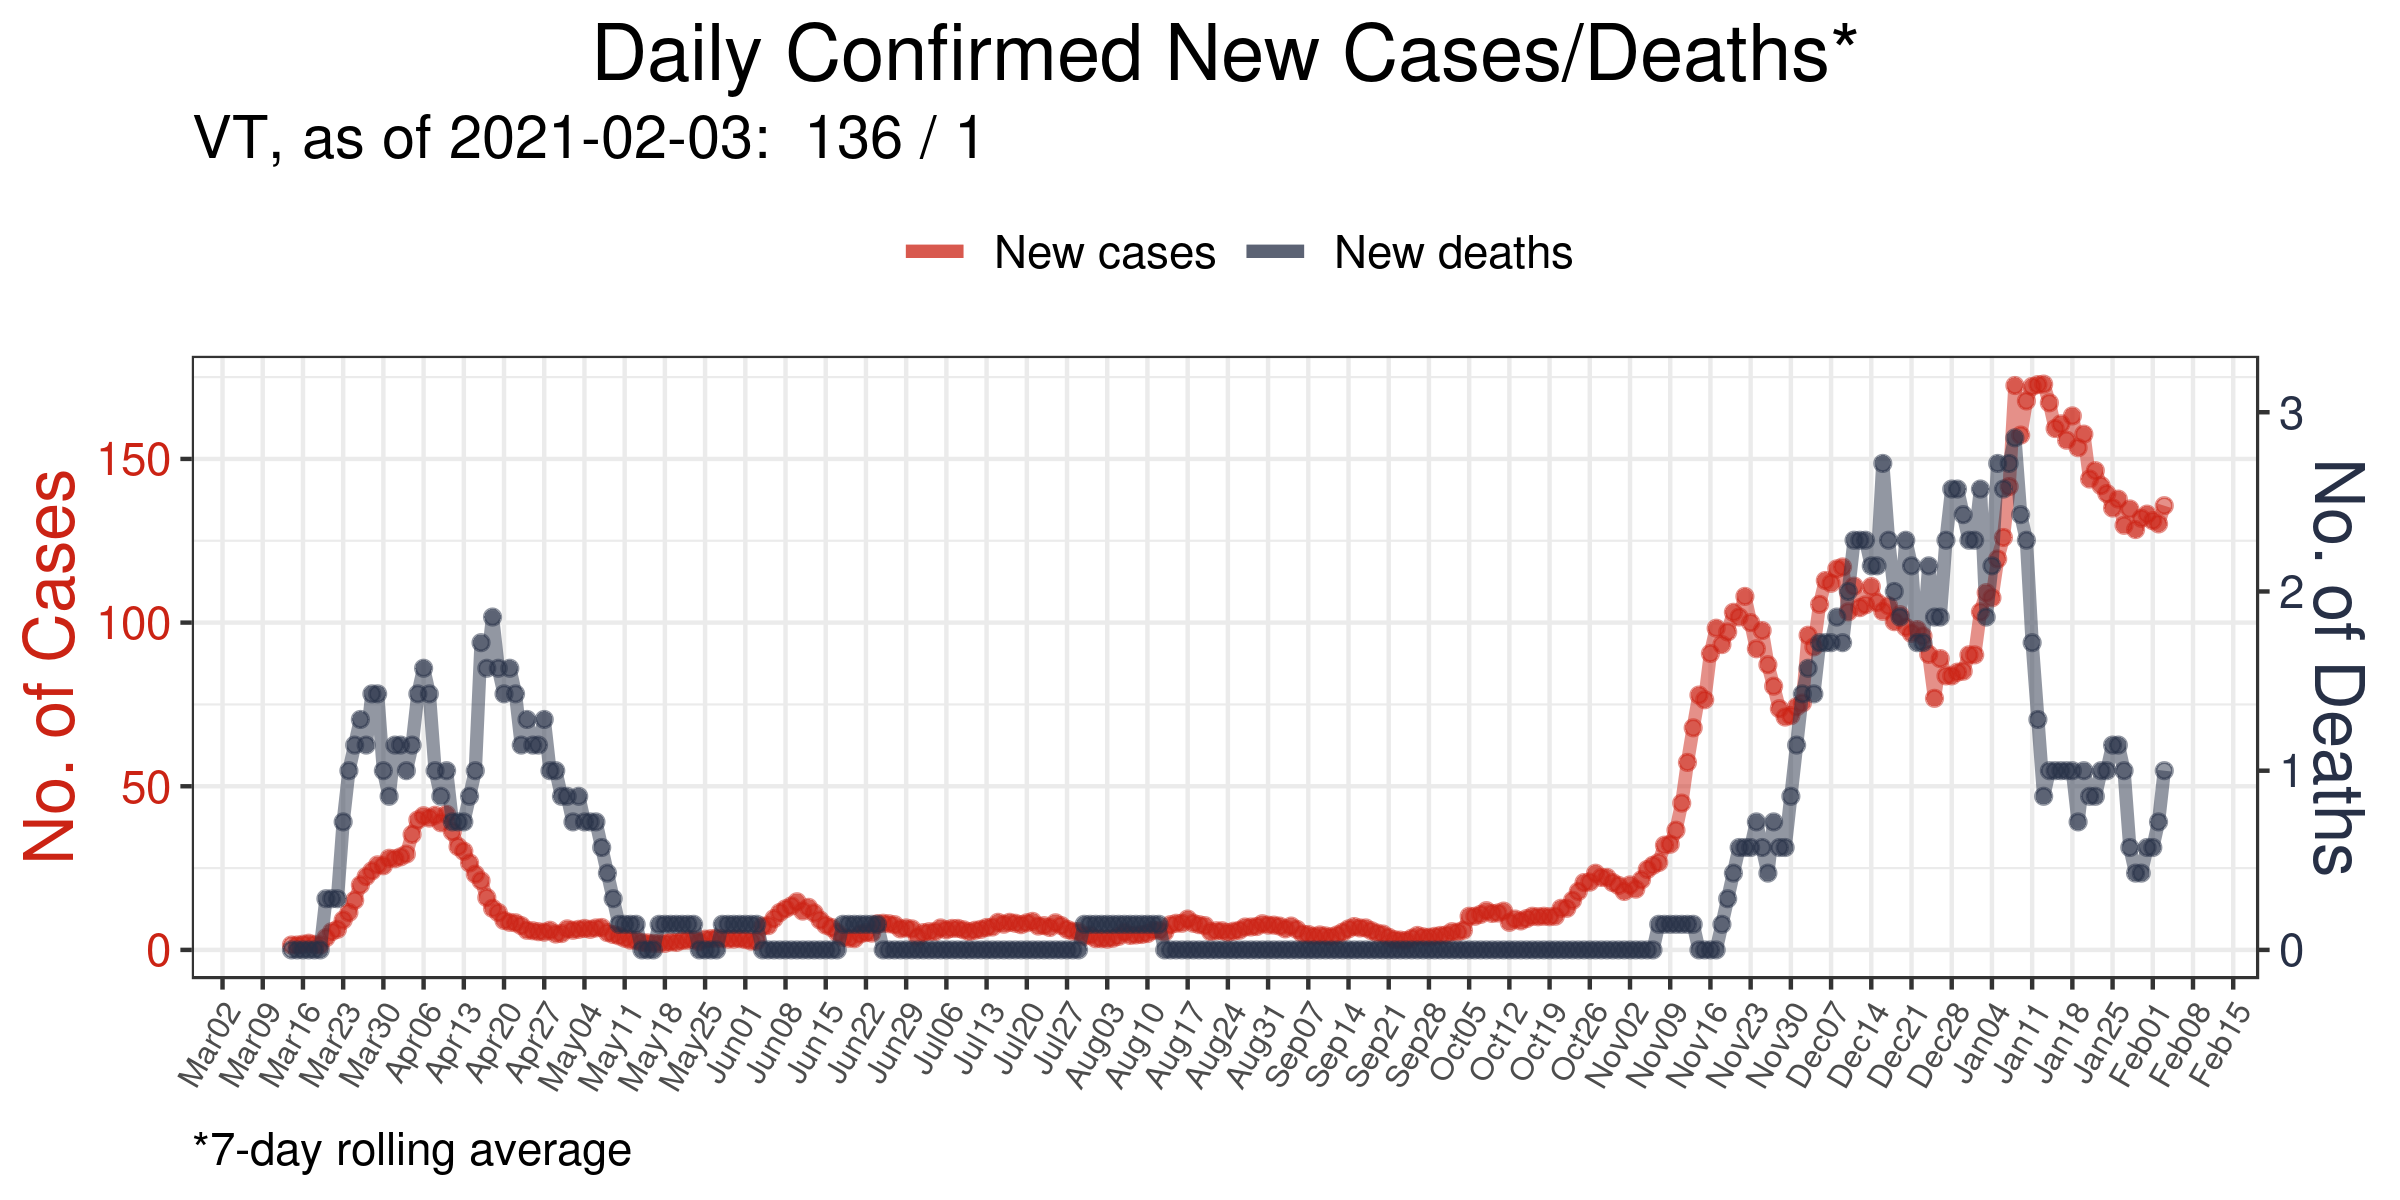 Daily Confirmed New Cases/Deaths*
VT, as of 2021-02-03:  136 / 1
New cases New deaths
No. of Cases
150
100
50
0
3
2
1
0
No. of Deaths
Mar02 Mar09 Mar16 Mar23 Mar30 Apr06 Apr13 Apr20 Apr27 May04 May11 May18 May25 Jun01 Jun08 Jun15 Jun22 Jun29 Jul06 Jul13 Jul20 Jul27 Aug03 Aug10 Aug17 Aug24 Aug31 Sep07 Sep14 Sep21 Sep28 Oct05 Oct12 Oct19 Oct26 Nov02 Nov09 Nov16 Nov23 Nov30 Dec07 Dec14 Dec21 Dec28 Jan04 Jan11 Jan18 Jan25 Feb01 Feb08 Feb15
*7-day rolling average